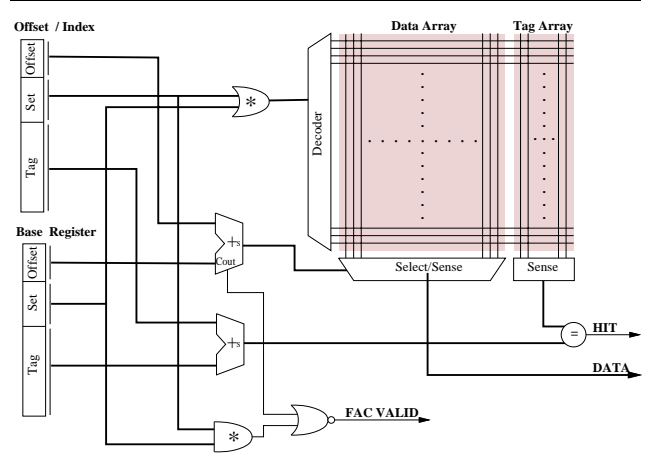 Offset / Index
Data Array
Tag Array
Offset
Set
Tag
*
Decoder
Base Register
Offset
Set
Tag
+s
Cout
Select/Sense
Sense
+s
=
HIT
DATA
FAC VALID
*